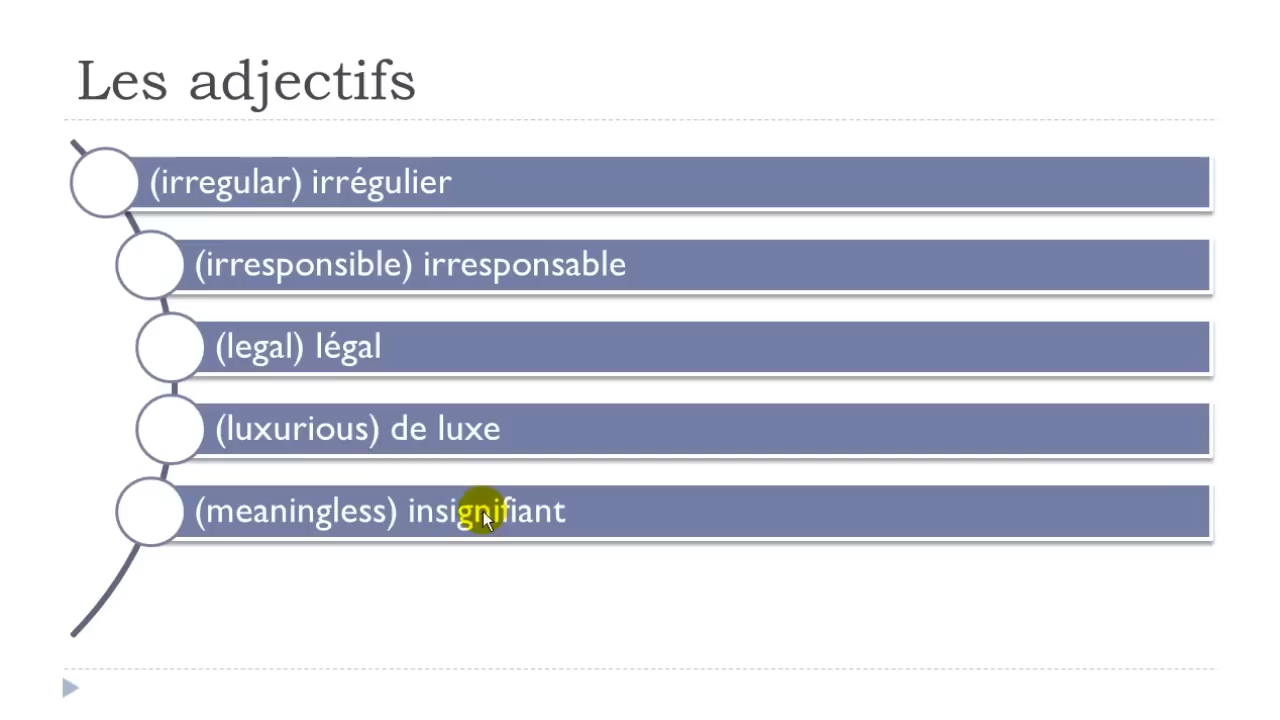 Les adjectifs
(irregular) irrégulier
(irresponsible) irresponsable
(legal) légal
(luxurious) de luxe
(meaningless) insignifiant